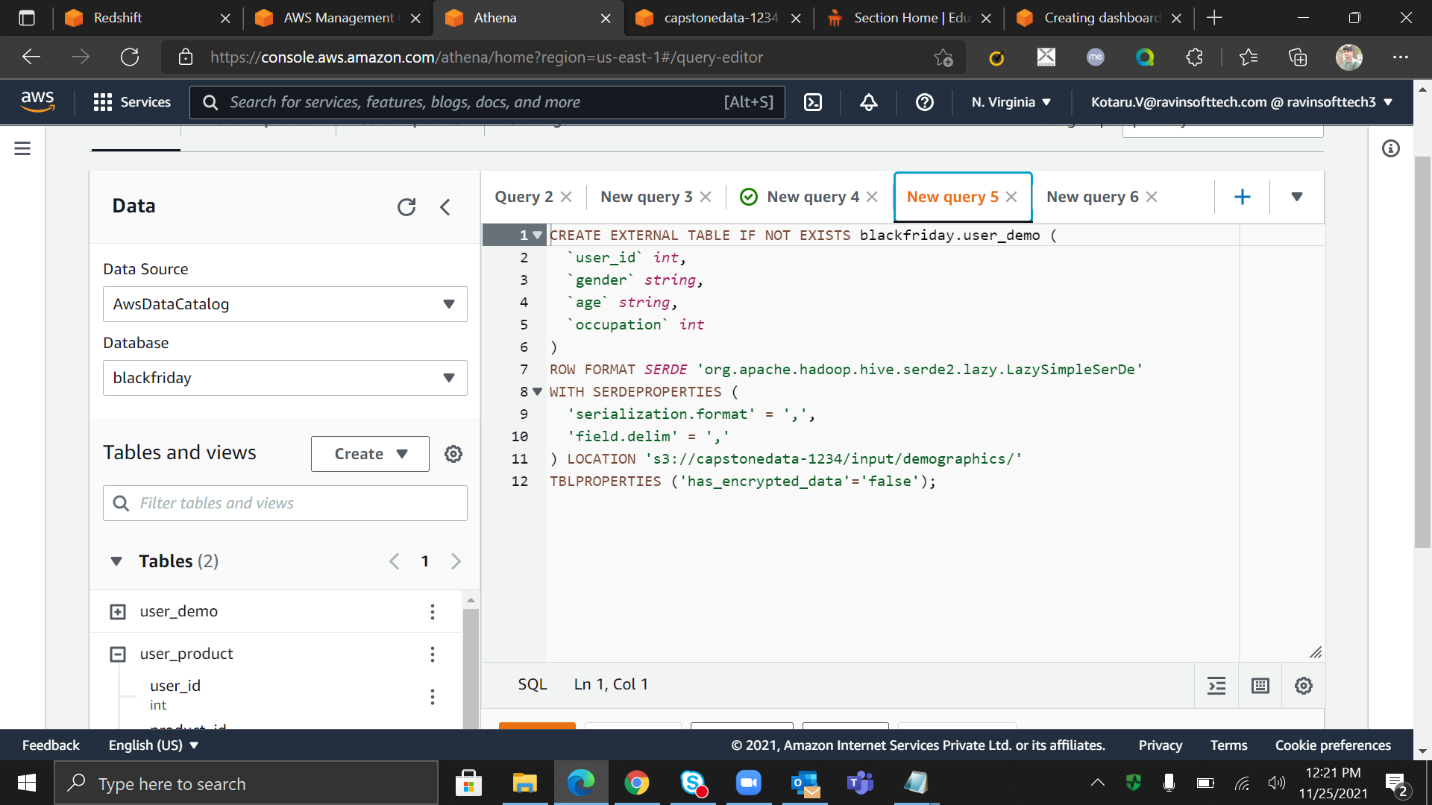 Redshift
AWS Management C
Athena
capstonedata-1234
Section Home | Edu
Creating dashboard
https://console.aws.amazon.com/athena/home?region=us-east-1#/query-editor
me
aws
Services
Search for services, features, blogs, docs, and more
[Alt+S]
N. Virginia
Kotaru.V@ravinsofttech.com @ ravinsofttech3
Data
Data Source
AwsDataCatalog
Database
blackfriday
Tables and views
Create
Filter tables and views
Tables (2)
1
user_demo
user_product
user_id
int
product_id
Query 2
New query 3
New query 4
New query 5
New query 6
1 CREATE EXTERNAL TABLE IF NOT EXISTS blackfriday.user_demo (
2 `user_id` int,
3 `gender` string,
4 `age` string,
5 `occupation` int
6 )
7 ROW FORMAT SERDE 'org.apache.hadoop.hive.serde2.lazy.LazySimpleSerDe'
8 WITH SERDEPROPERTIES (
9 'serialization.format' = ',',
10 'field.delim' = ','
11 ) LOCATION 's3://capstonedata-1234/input/demographics/'
12 TBLPROPERTIES ('has_encrypted_data'='false');
SQL
Ln 1, Col 1
Feedback
English (US)
© 2021, Amazon Internet Services Private Ltd. or its affiliates.
Privacy
Terms
Cookie preferences
Type here to search
12:21 PM
11/25/2021
2